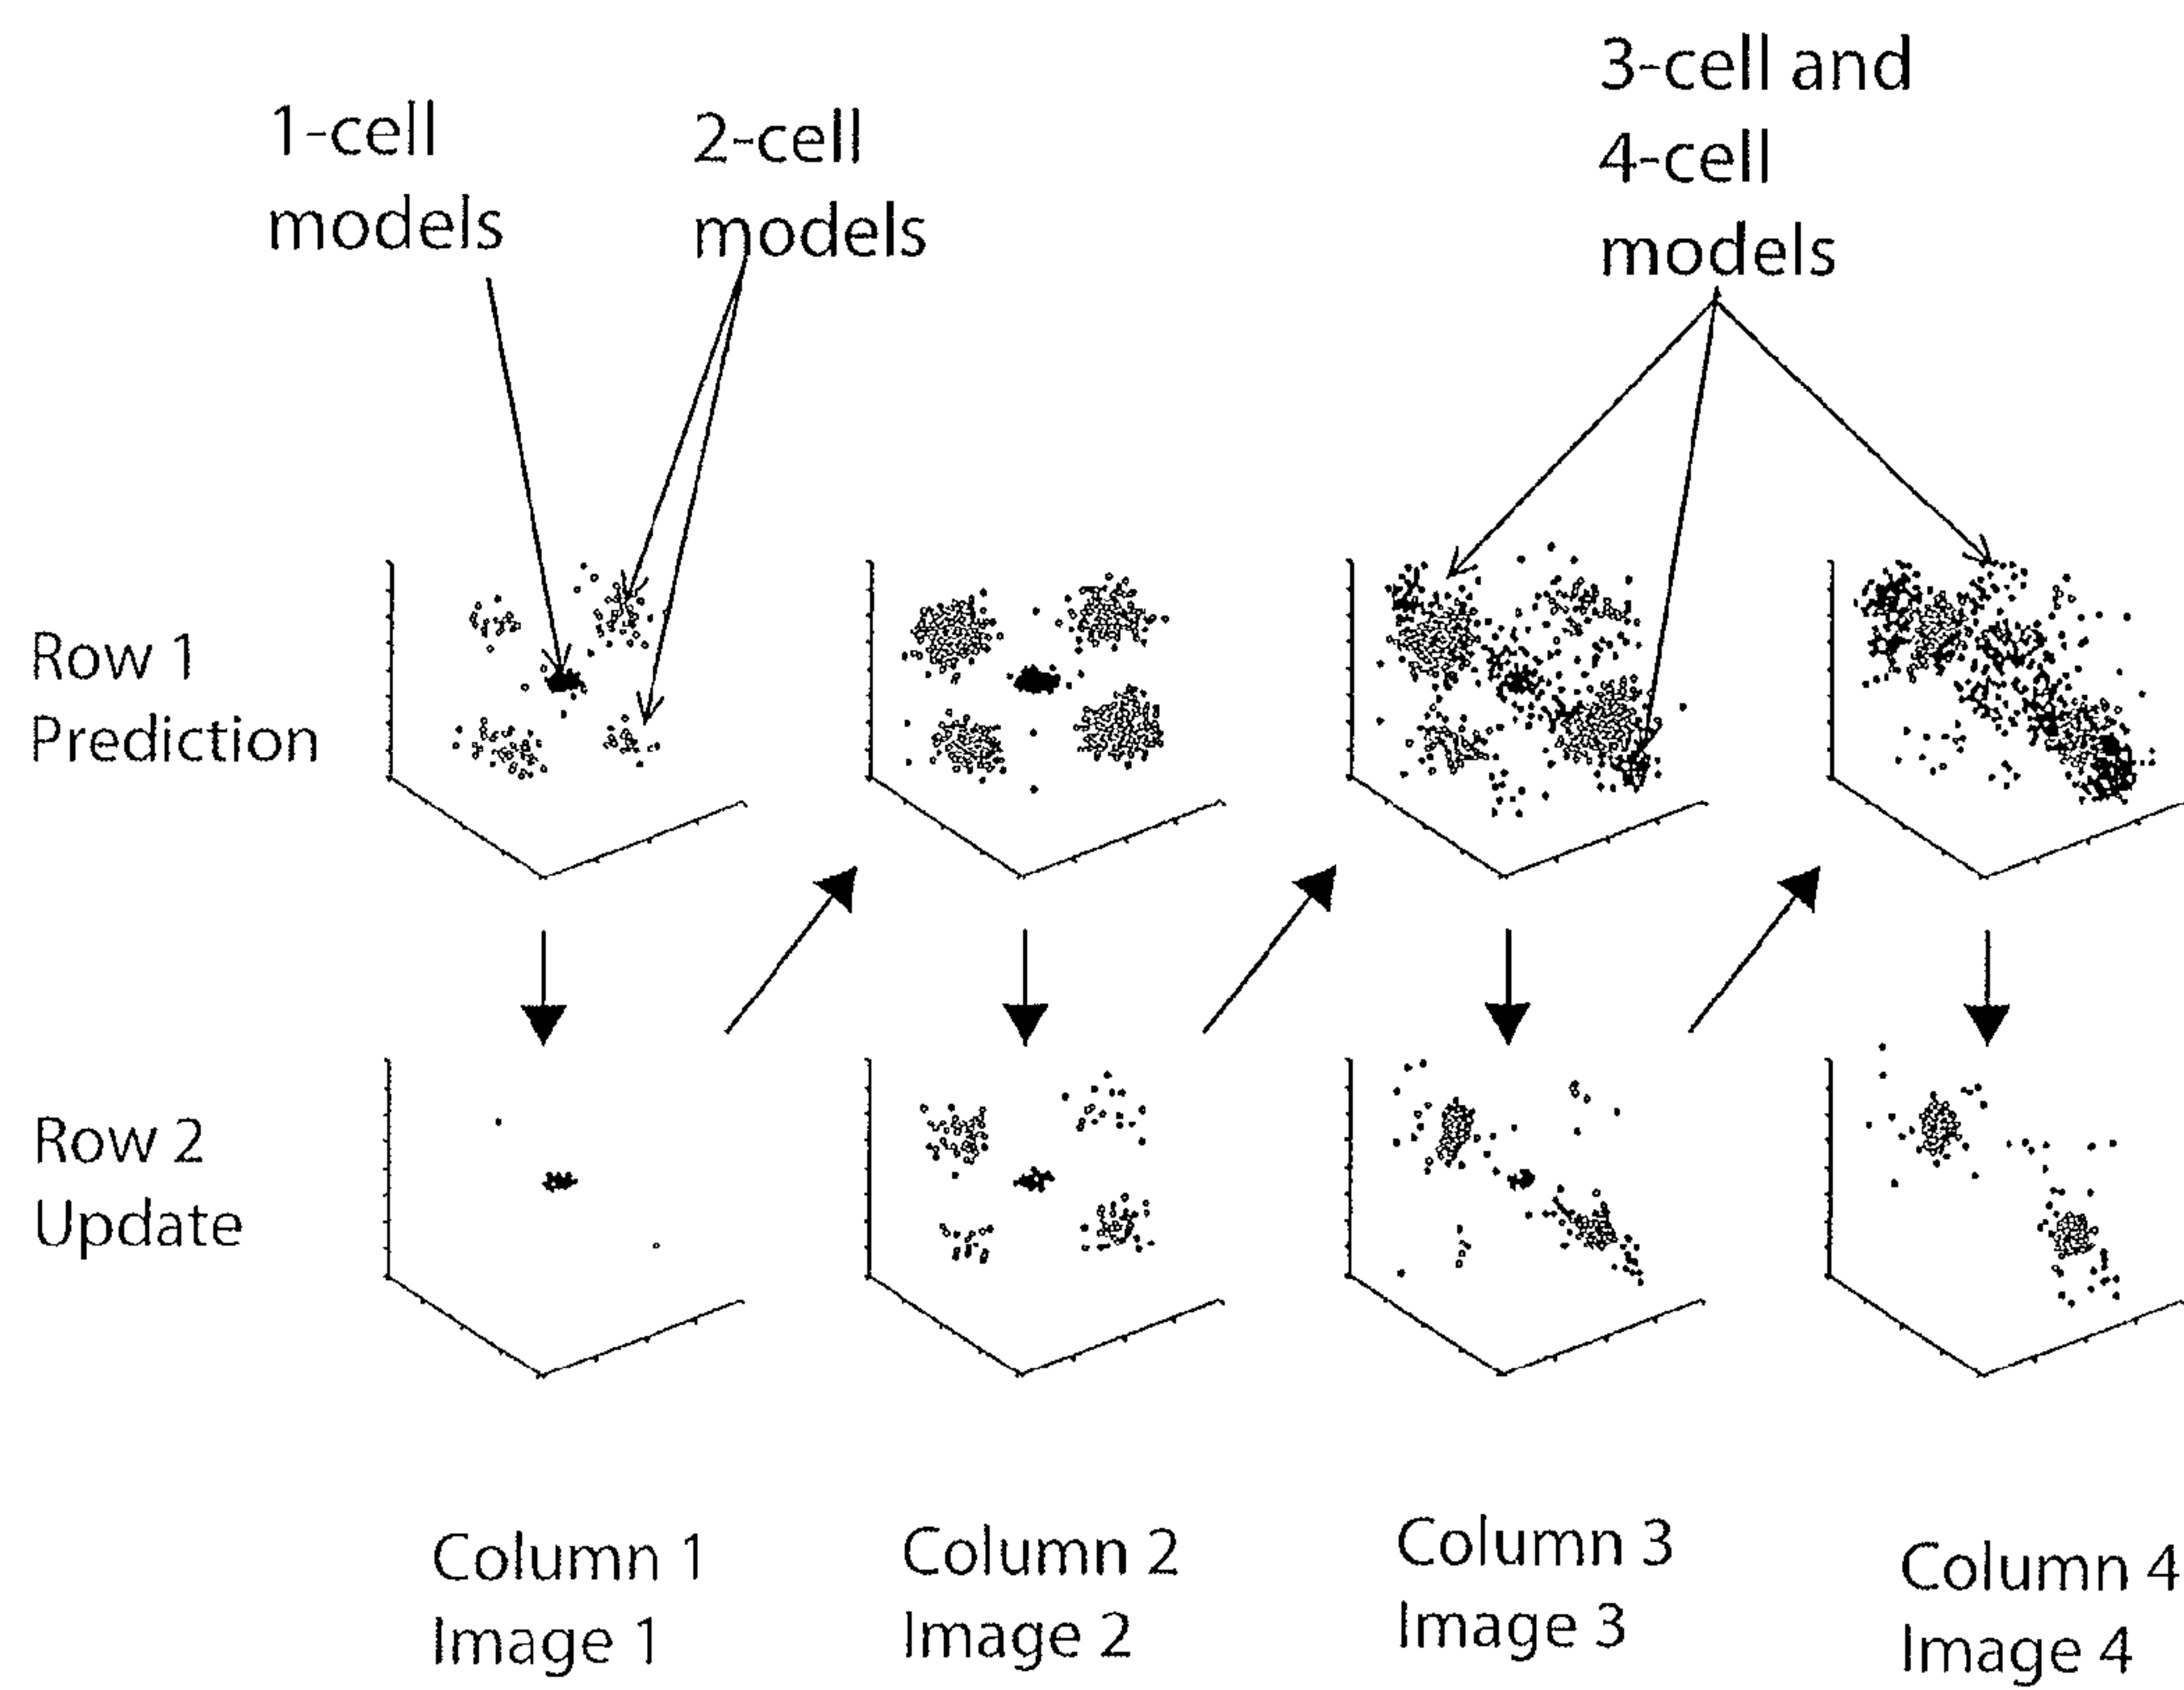 1-cell
models
2-cell
models
3-cell and
4-cell
models
Row 1
Prediction
Row 2
Update
Column 1
Image 1
Column 2
Image 2
Column 3
Image 3
Column 4
Image 4